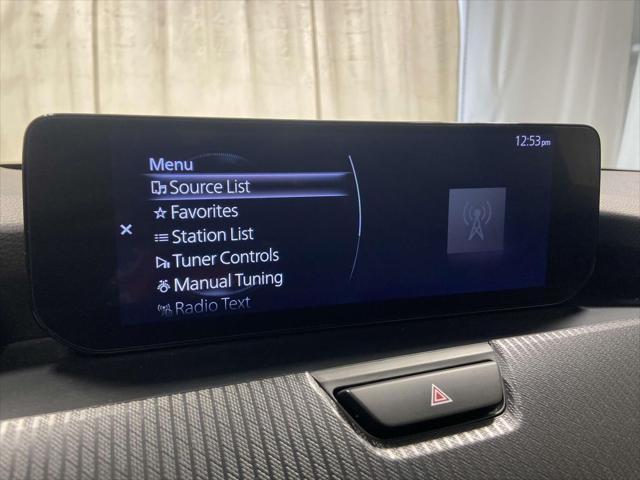 12:53pm
Menu
Source List
Favorites
Station List
Tuner Controls
Manual Tuning
Radio Text